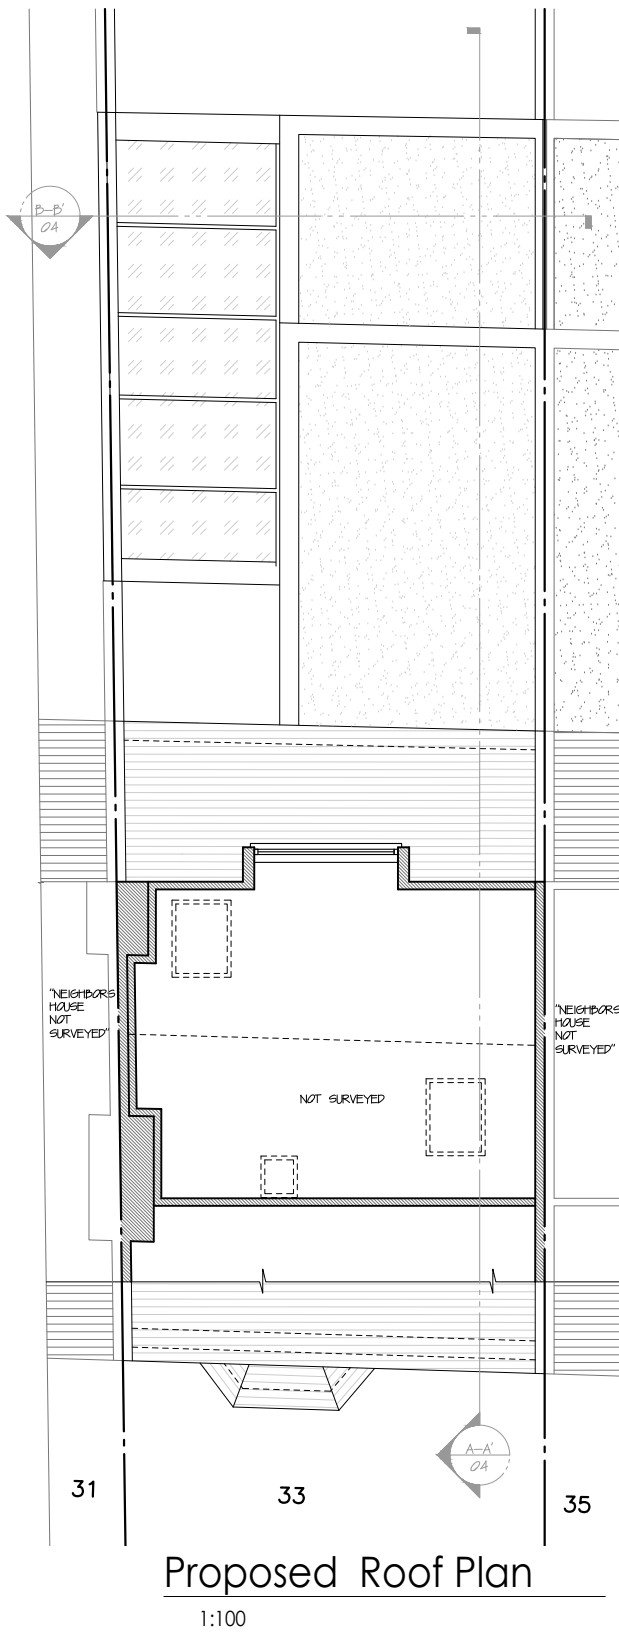 B-B'
04
"NEIGHBORS
HOUSE
NOT
SURVEYED"
"NEIGHBORS
HOUSE
NOT
SURVEYED"
NOT SURVEYED
A-A'
04
31
33
35
Proposed Roof Plan
1:100